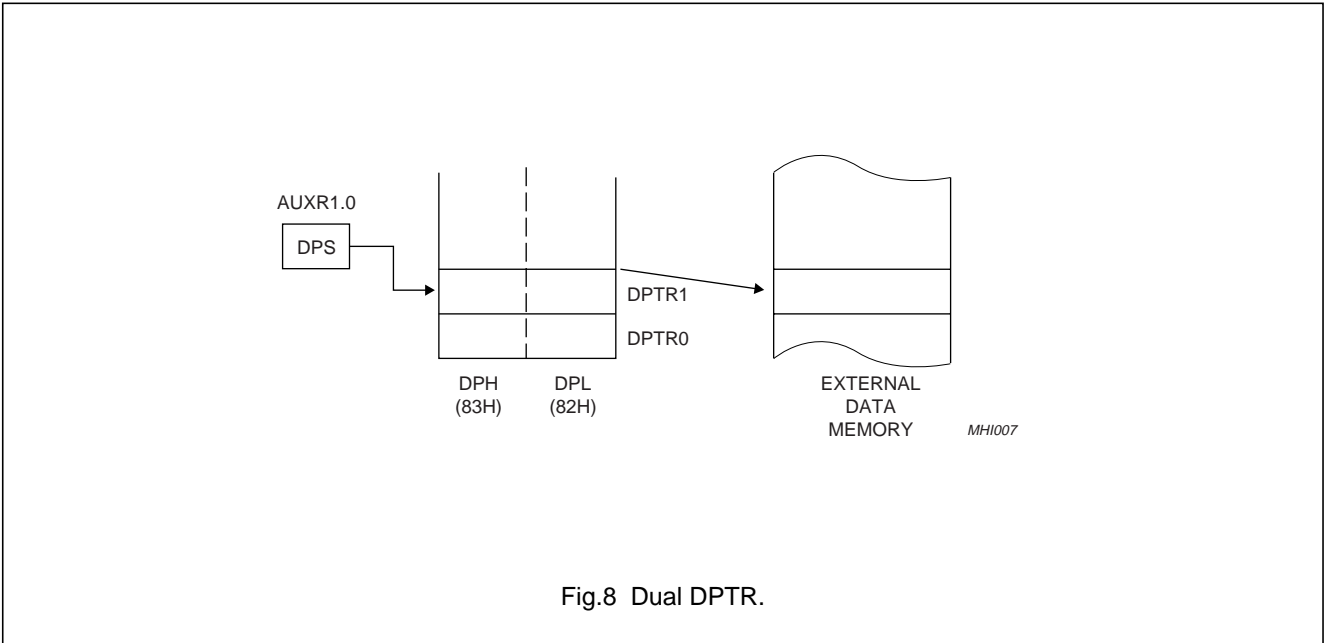 AUXR1.0
DPS
DPTR1
DPTR0
DPH
(83H)
DPL
(82H)
EXTERNAL
DATA
MEMORY
MHI007
Fig.8 Dual DPTR.